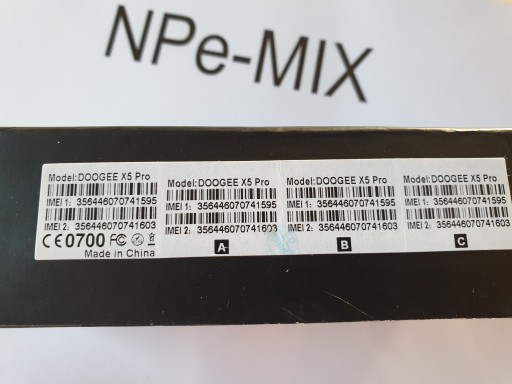 NPe-MIX
Model:DOOGEE X5 Pro
IMEI 1: 356446070741595
IMEI 2: 356446070741603
CE0700 FC
Made in China
Model:DOOGEE X5 Pro
IMEI 1: 356446070741595
IMEI 2: 356446070741603
A
Model:DOOGEE X5 Pro
IMEI 1: 356446070741595
IMEI 2: 356446070741603
B
Model:DOOGEE X5 Pro
IMEI 1: 356446070741595
IMEI 2: 356446070741603
C